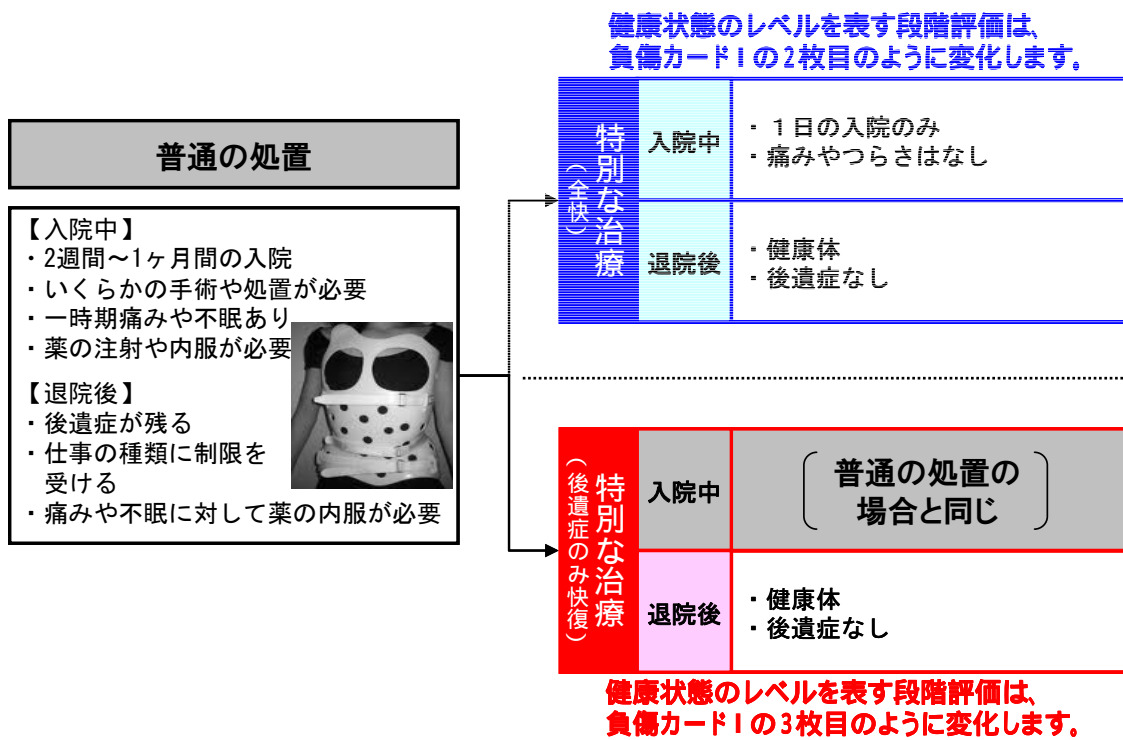 健康状態のレベルを表す段階評価は、
負傷カードⅠの2枚目のように変化します。
普通の処置
【入院中】
・2週間～1ヶ月間の入院
・いくらかの手術や処置が必要
・一時期痛みや不眠あり
・薬の注射や内服が必要
【退院後】
・後遺症が残る
・仕事の種類に制限を
受ける
・痛みや不眠に対して薬の内服が必要
特別な治療
（全快）
入院中
・１日の入院のみ
・痛みやつらさはなし
退院後
・健康体
・後遺症なし
特別な治療
（後遺症のみ快復）
入院中
普通の処置の
場合と同じ
退院後
・健康体
・後遺症なし
健康状態のレベルを表す段階評価は、
負傷カードⅠの3枚目のように変化します。